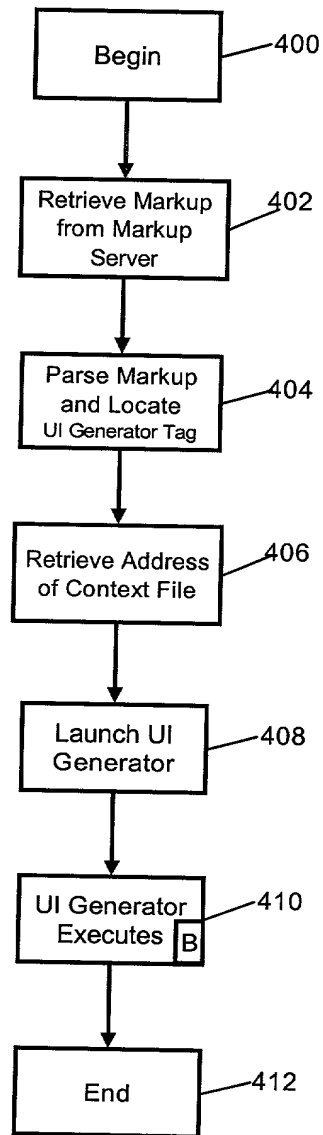 Begin
400
Retrieve Markup
from Markup
Server
402
Parse Markup
and Locate
UI Generator Tag
404
Retrieve Address
of Context File
406
Launch UI
Generator
408
UI Generator
Executes
B
410
End
412